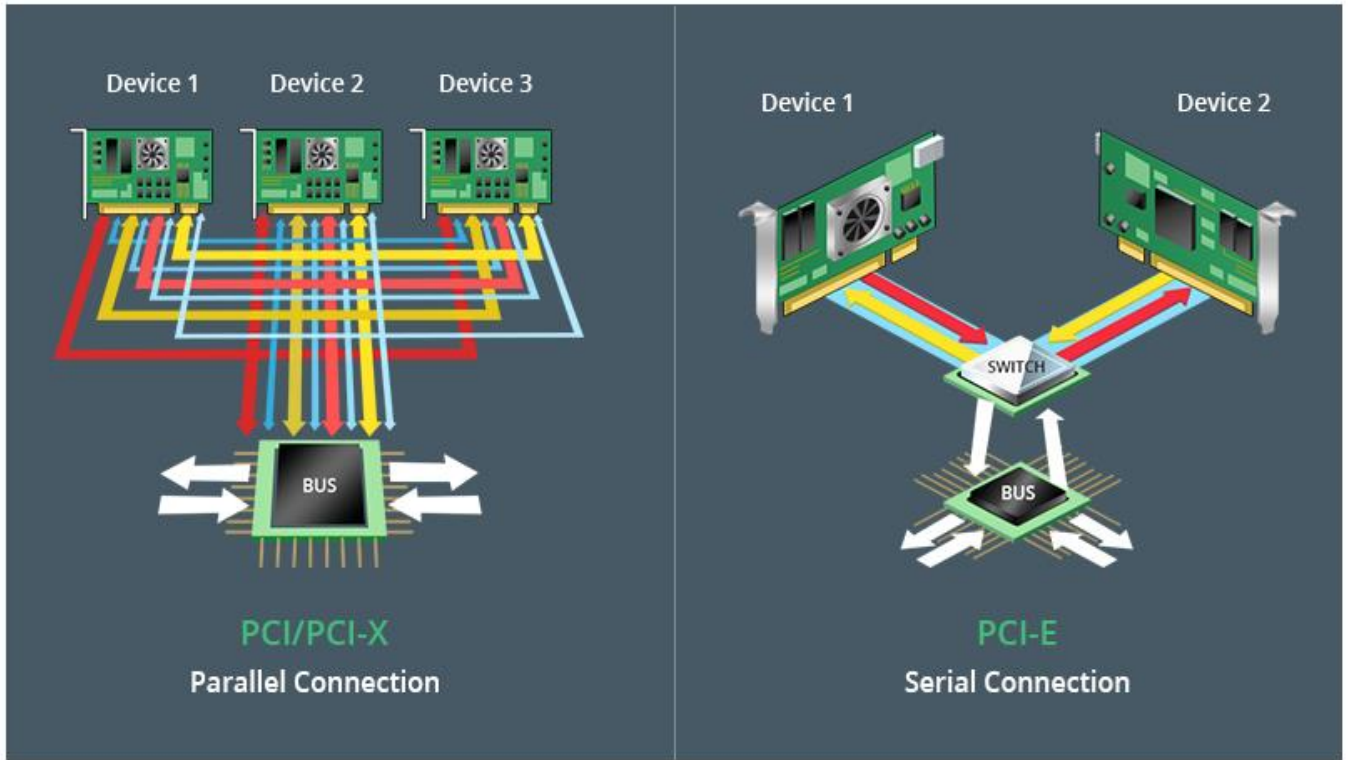 Device 1
Device 2
Device 3
BUS
PCI/PCI-X
Parallel Connection
Device 1
Device 2
SWITCH
BUS
PCI-E
Serial Connection